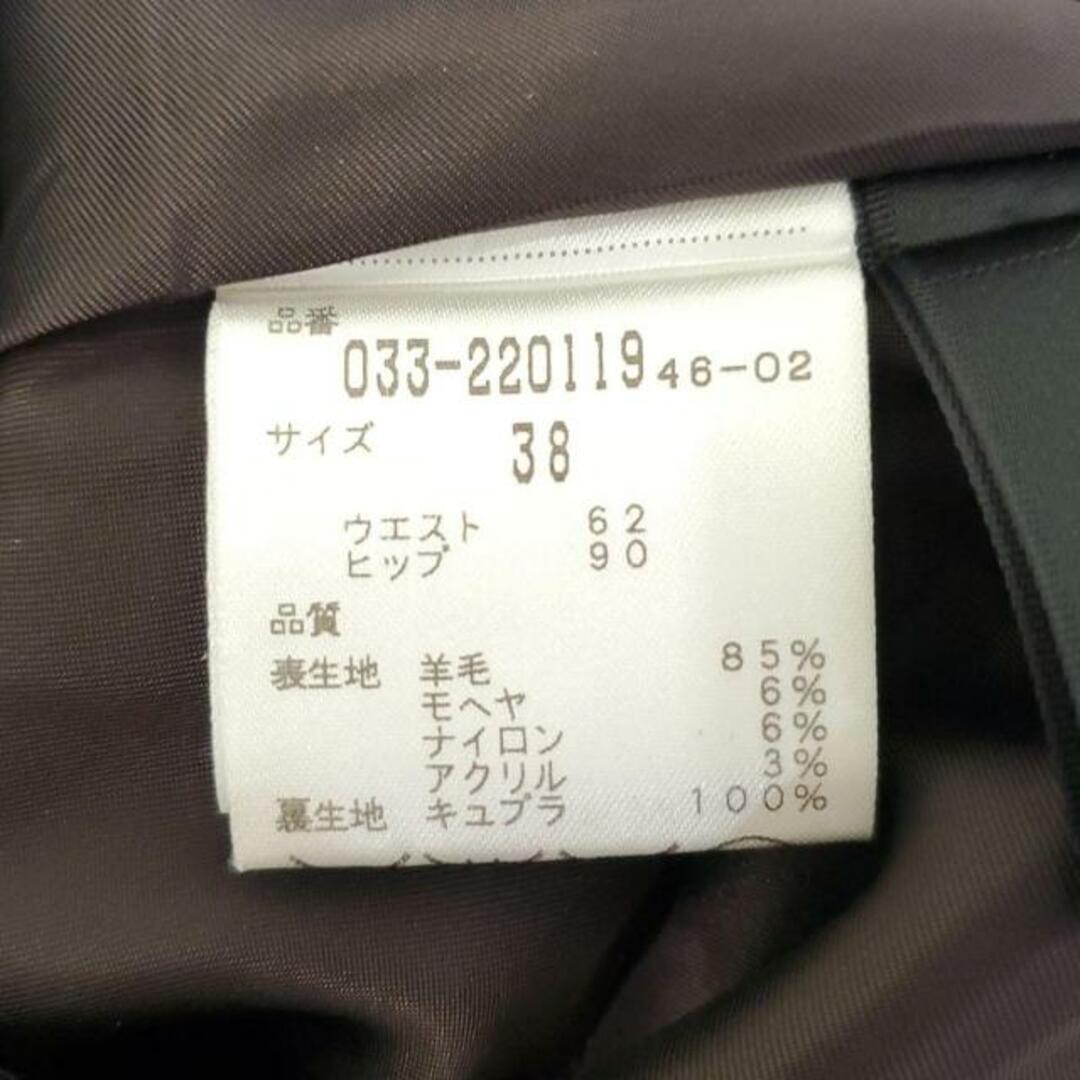 品番
033-220119 46-02
サイズ 38
ウエスト 62
ヒップ 90
品質
表生地 羊毛 85%
モヘヤ 6%
ナイロン 6%
アクリル 3%
裏生地 キュプラ 100%